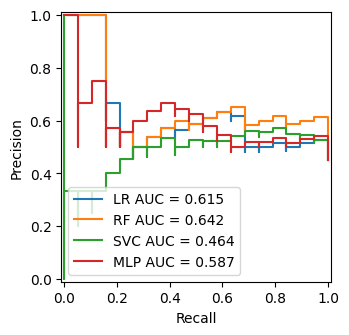 1.0
0.8
0.6
0.4
0.2
0.0
Precision
LR AUC = 0.615
RF AUC = 0.642
SVC AUC = 0.464
MLP AUC = 0.587
0.0 0.2 0.4 0.6 0.8 1.0
Recall